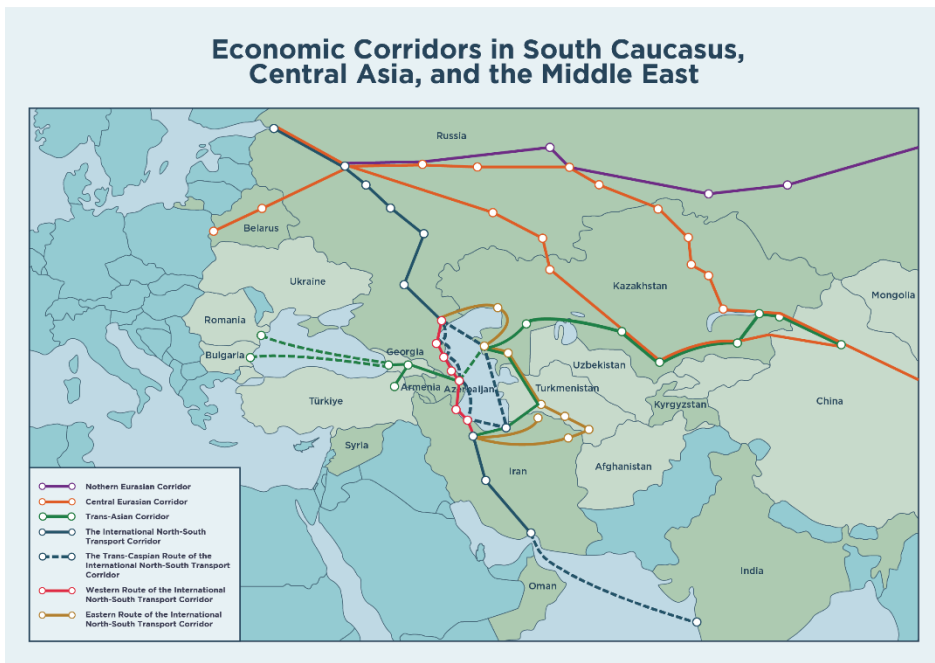 Economic Corridors in South Caucasus,
Central Asia, and the Middle East
Russia
Belarus
Ukraine
Kazakhstan
Mongolia
Romania
Bulgaria
Georgia
Uzbekistan
Armenia
Azerbaijan
Turkmenistan
Türkiye
Kyrgyzstan
China
Syria
Iran
Afghanistan
Oman
India
Nothern Eurasian Corridor
Central Eurasian Corridor
Trans-Asian Corridor
The International North-South
Transport Corridor
The Trans-Caspian Route of the
International North-South Transport
Corridor
Western Route of the International
North-South Transport Corridor
Eastern Route of the International
North-South Transport Corridor